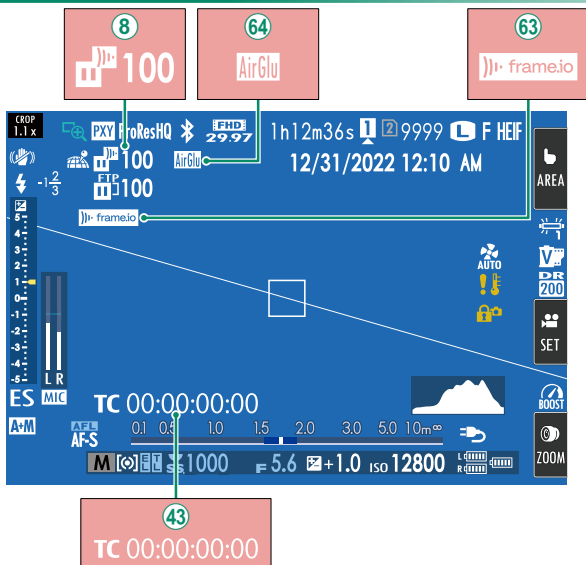 8 64 63
100 AirGlu frame.io
CROP 1.1 x PXY ProResHQ FHD 29.97 1h12m36s 1 2 9999 L F HEIF
100 AirGlu 12/31/2022 12:10 AM
-1 2/3 FTP 100
frame.io
AREA
AUTO
V
DR 200
SET
5
4
3
2
1
0
-1
-2
-3
-4
-5
L R
ES MIC
TC 00:00:00:00
BOOST
A+M AFL AF-S 0.1 0.5 1.0 1.5 2.0 3.0 5.0 10m∞
ZOOM
M E T S.S. 1000 F 5.6 +1.0 ISO 12800 L R
43
TC 00:00:00:00